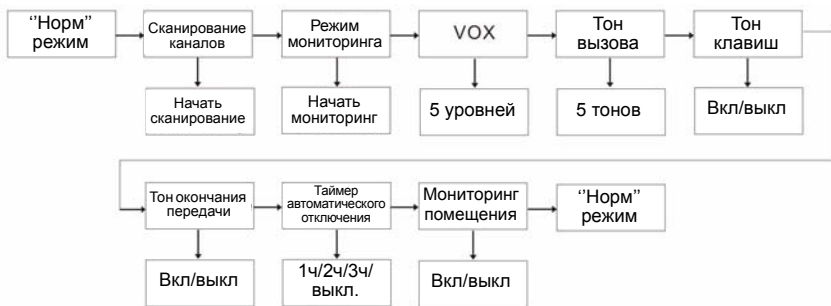 "Норм"
режим
Сканирование
каналов
Режим
мониторинга
VOX
Тон
вызова
Тон
клавиш
Начать
сканирование
Начать
мониторинг
5 уровней
5 тонов
Вкл/выкл
Тон окончания
передачи
Таймер
автоматического
отключения
Мониторинг
помещения
"Норм"
режим
Вкл/выкл
1ч/2ч/3ч/
выкл.
Вкл/выкл